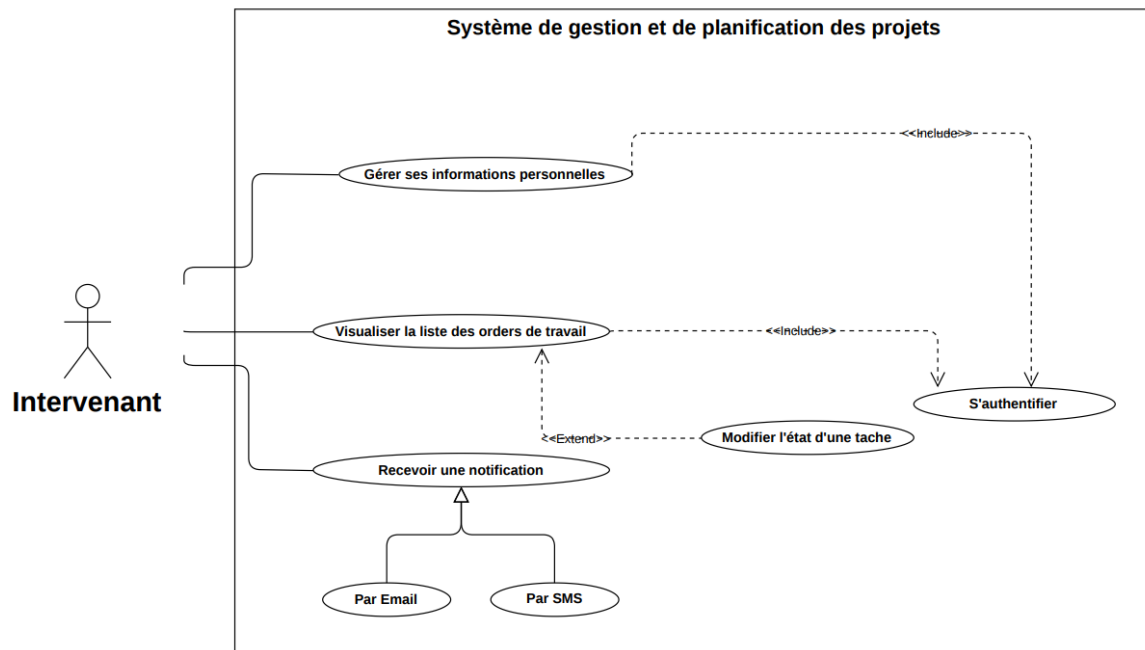 Système de gestion et de planification des projets
<<Include>>
Gérer ses informations personnelles
Visualiser la liste des orders de travail
<<Include>>
Intervenant
S'authentifier
<<Extend>>
Modifier l'état d'une tache
Recevoir une notification
Par Email
Par SMS